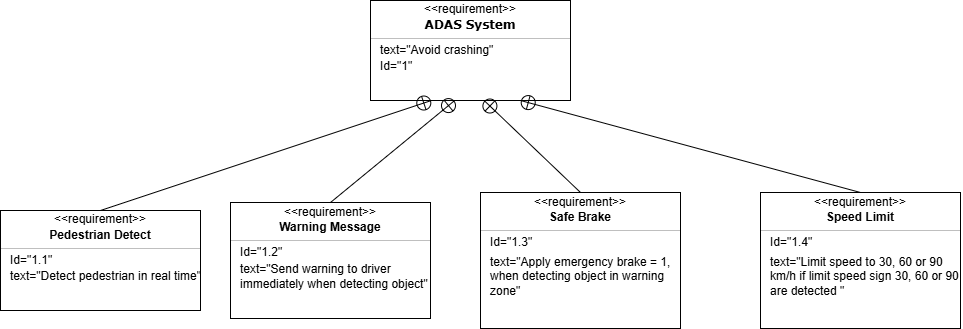 <<requirement>>
ADAS System
text="Avoid crashing"
Id="1"
<<requirement>>
Pedestrian Detect
Id="1.1"
text="Detect pedestrian in real time"
<<requirement>>
Warning Message
Id="1.2"
text="Send warning to driver
immediately when detecting object"
<<requirement>>
Safe Brake
Id="1.3"
text="Apply emergency brake = 1,
when detecting object in warning
zone"
<<requirement>>
Speed Limit
Id="1.4"
text="Limit speed to 30, 60 or 90
km/h if limit speed sign 30, 60 or 90
are detected "